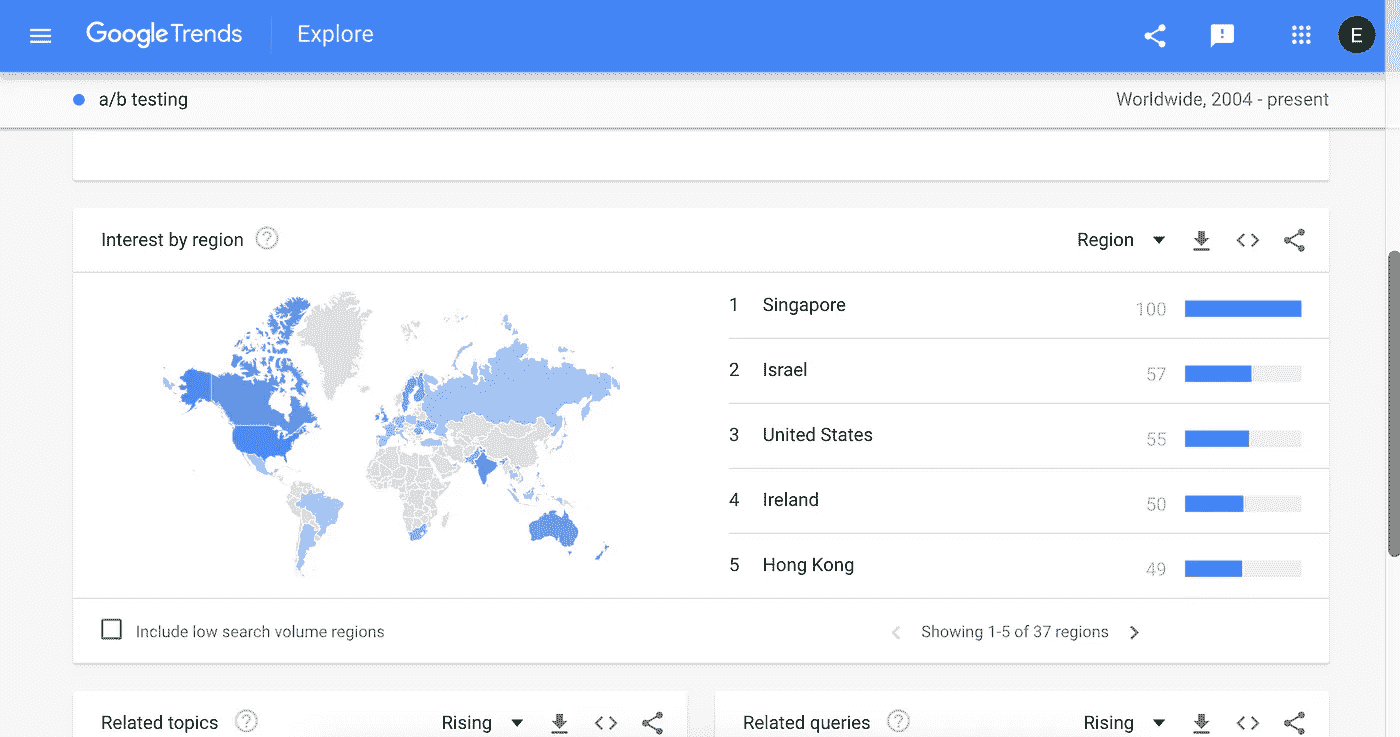 Google Trends Explore E
a/b testing Worldwide, 2004 - present
Interest by region ? Region
1 Singapore 100
2 Israel 57
3 United States 55
4 Ireland 50
5 Hong Kong 49
Include low search volume regions Showing 1-5 of 37 regions
Related topics ? Rising Related queries ? Rising